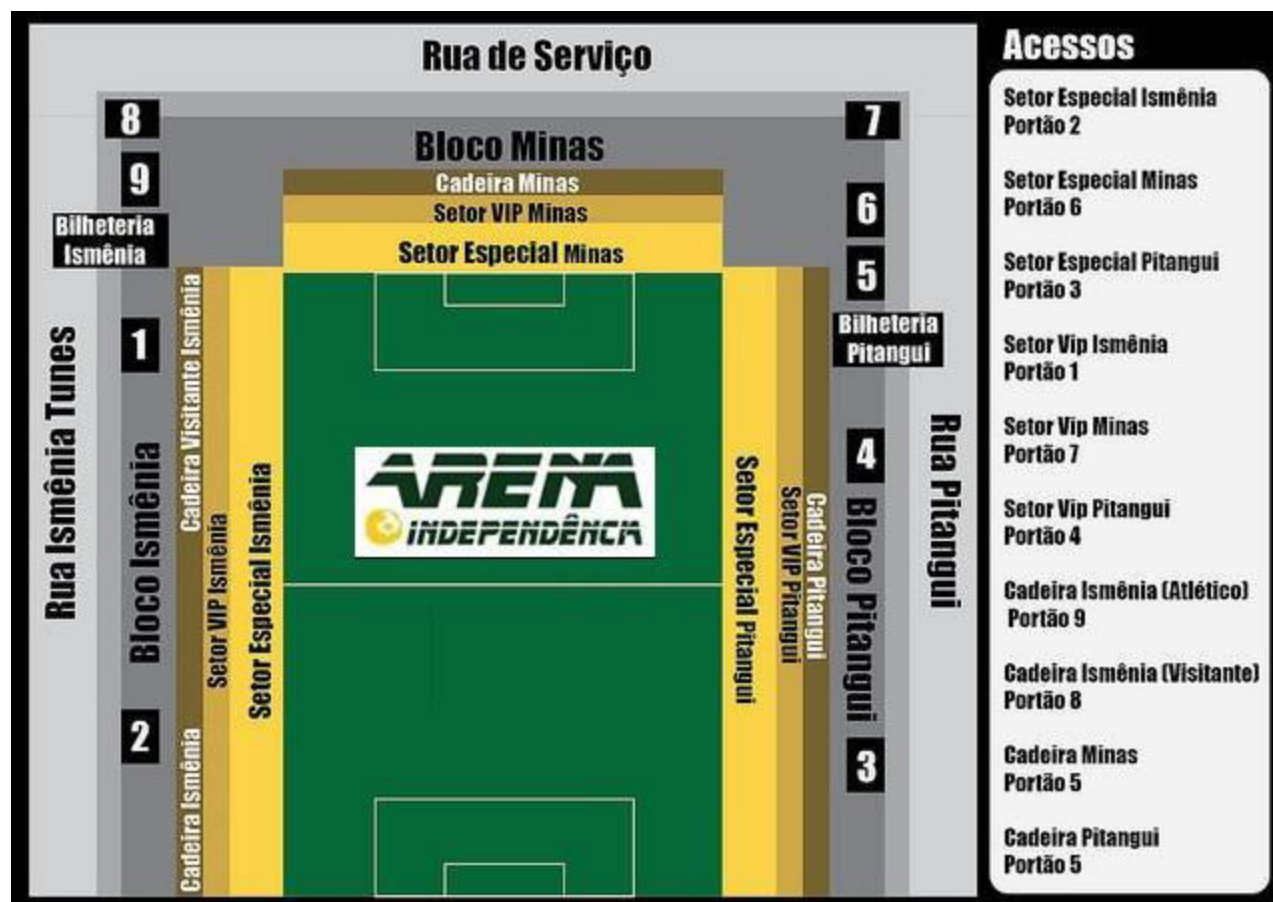 Rua de Serviço
Acessos
8
7
Bloco Minas
9
Cadeira Minas
Setor VIP Minas
Setor Especial Minas
6
Bilheteria
Ismênia
5
Bilheteria
Pitangui
1
Rua Ismênia Tunes
Bloco Ismênia
Cadeira Visitante Ismênia
Setor VIP Ismênia
Setor Especial Ismênia
Cadeira Ismênia
2
ARENA
INDEPENDÊNCIA
Setor Especial Pitangui
Setor VIP Pitangui
Cadeira Pitangui
4
Bloco Pitangui
3
Rua Pitangui
Setor Especial Ismênia
Portão 2
Setor Especial Minas
Portão 6
Setor Especial Pitangui
Portão 3
Setor Vip Ismênia
Portão 1
Setor Vip Minas
Portão 7
Setor Vip Pitangui
Portão 4
Cadeira Ismênia (Atlético)
Portão 9
Cadeira Ismênia (Visitante)
Portão 8
Cadeira Minas
Portão 5
Cadeira Pitangui
Portão 5